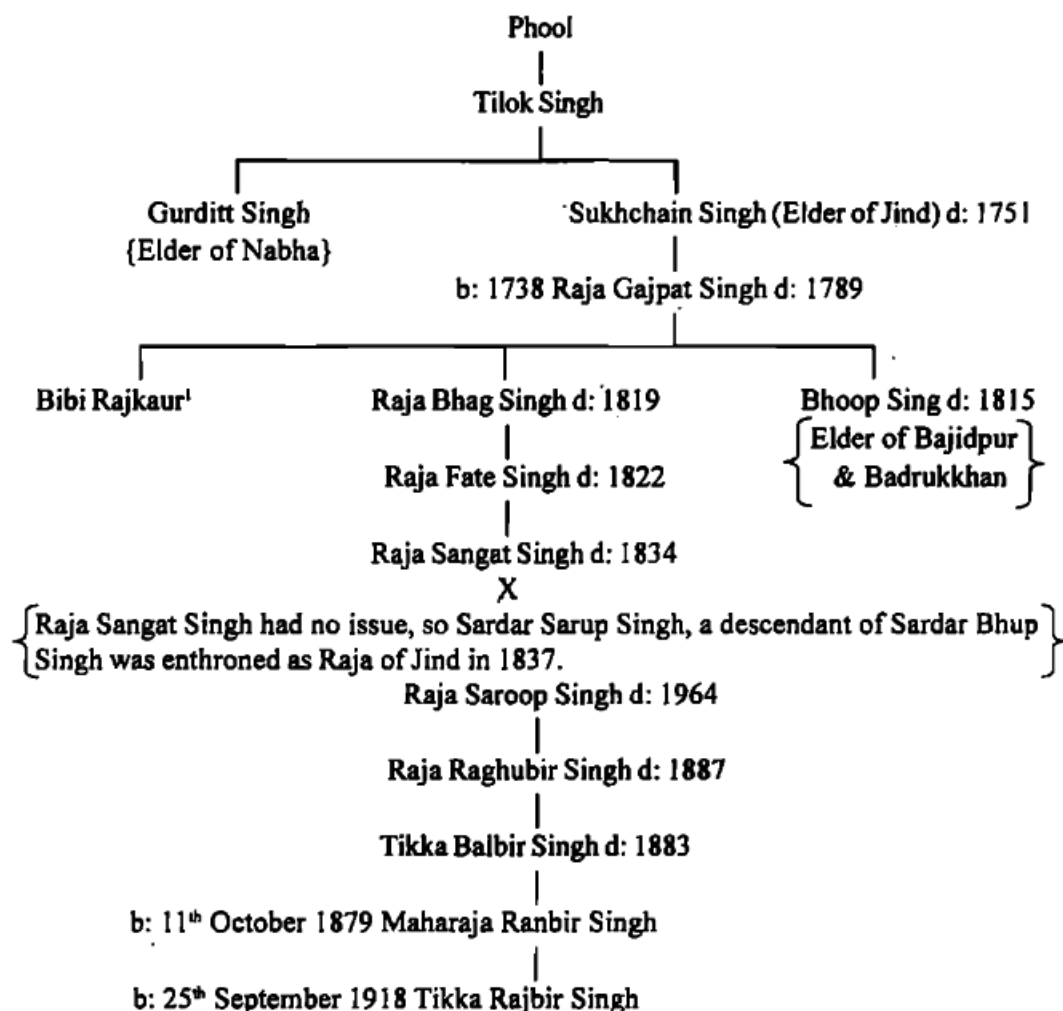 Phool
Tilok Singh
Gurditt Singh
{Elder of Nabha}
Sukhchain Singh (Elder of Jind) d: 1751
b: 1738 Raja Gajpat Singh d: 1789
Bibi Rajkaur¹
Raja Bhag Singh d: 1819
Bhoop Sing d: 1815
{Elder of Bajidpur
& Badrukkhan}
Raja Fate Singh d: 1822
Raja Sangat Singh d: 1834
X
{Raja Sangat Singh had no issue, so Sardar Sarup Singh, a descendant of Sardar Bhup
Singh was enthroned as Raja of Jind in 1837.}
Raja Saroop Singh d: 1964
Raja Raghubir Singh d: 1887
Tikka Balbir Singh d: 1883
b: 11th October 1879 Maharaja Ranbir Singh
b: 25th September 1918 Tikka Rajbir Singh